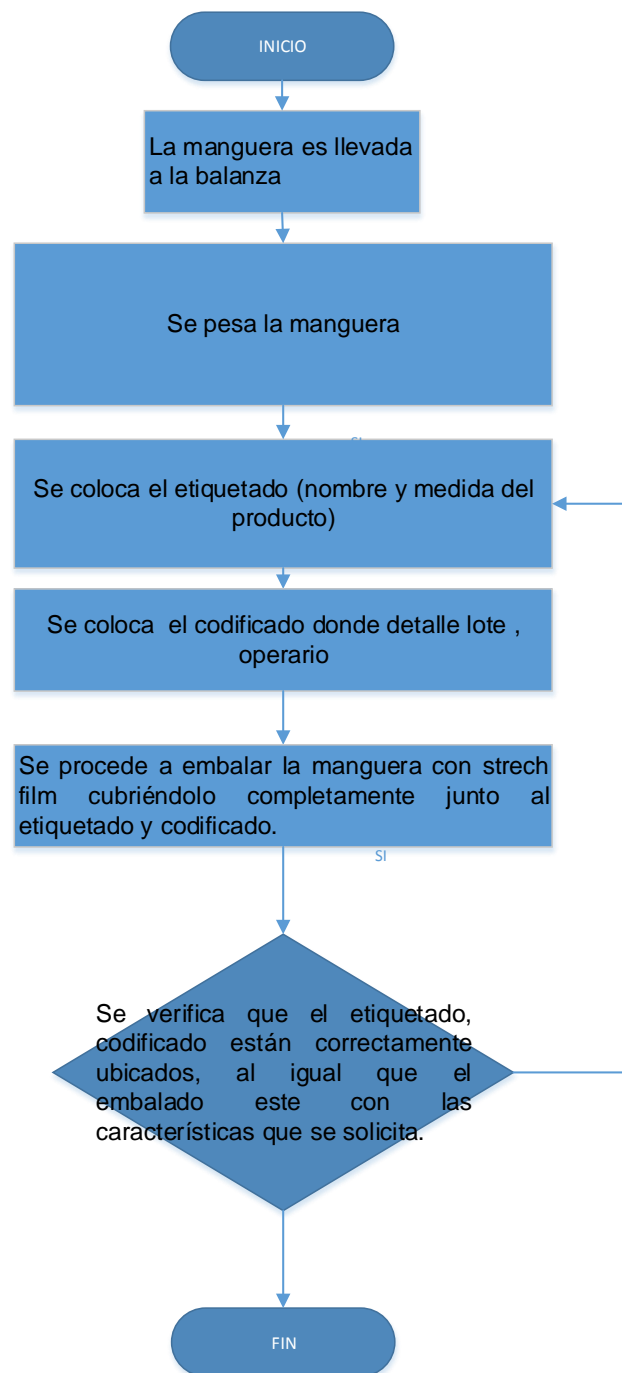 INICIO
La manguera es llevada
a la balanza
Se pesa la manguera
Se coloca el etiquetado (nombre y medida del
producto)
Se coloca el codificado donde detalle lote ,
operario
Se procede a embalar la manguera con strech
film cubriéndolo completamente junto al
etiquetado y codificado.
SI
Se verifica que el etiquetado,
codificado están correctamente
ubicados, al igual que el
embalado este con las
características que se solicita.
FIN